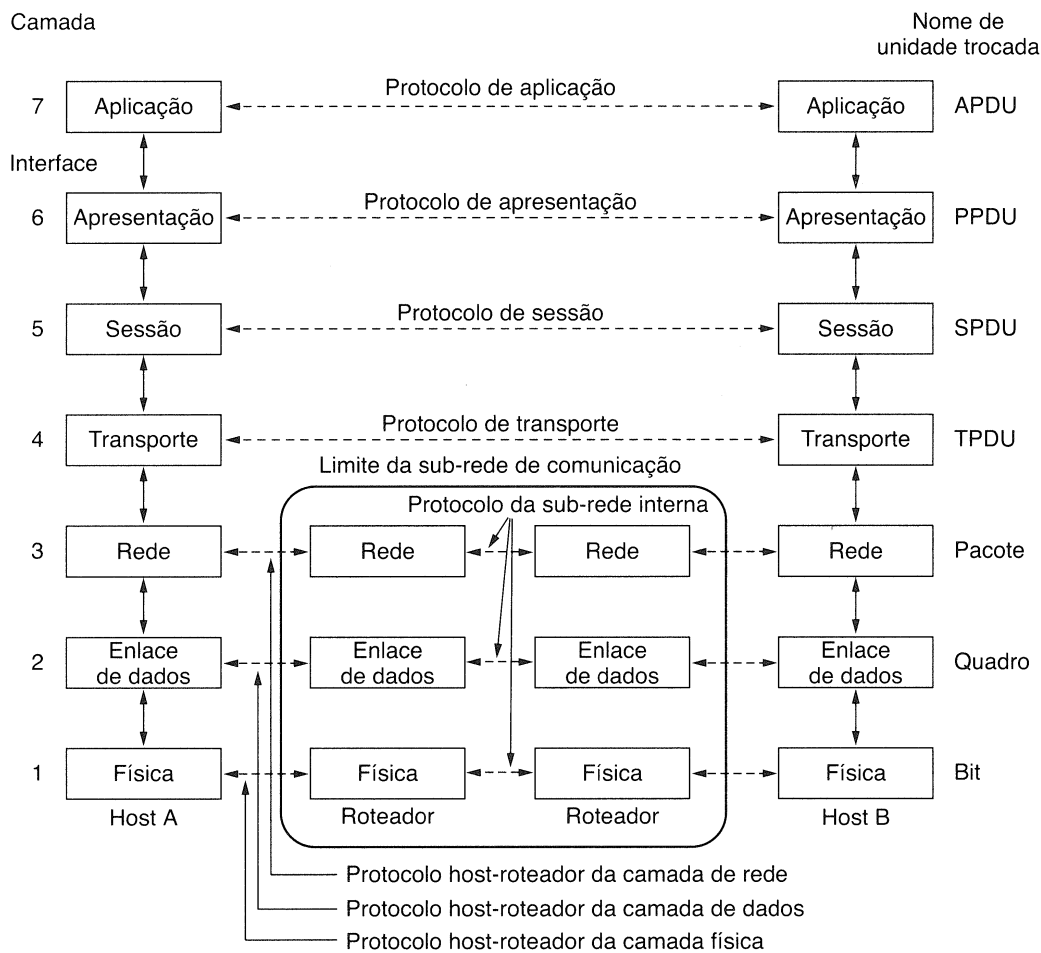 Camada
Nome de
unidade trocada
7 Aplicação Protocolo de aplicação Aplicação APDU
Interface
6 Apresentação Protocolo de apresentação Apresentação PPDU
5 Sessão Protocolo de sessão Sessão SPDU
4 Transporte Protocolo de transporte Transporte TPDU
Limite da sub-rede de comunicação
Protocolo da sub-rede interna
3 Rede Rede Rede Rede Pacote
2 Enlace de dados Enlace de dados Enlace de dados Enlace de dados Quadro
1 Física Física Física Física Bit
Host A Roteador Roteador Host B
Protocolo host-roteador da camada de rede
Protocolo host-roteador da camada de dados
Protocolo host-roteador da camada física